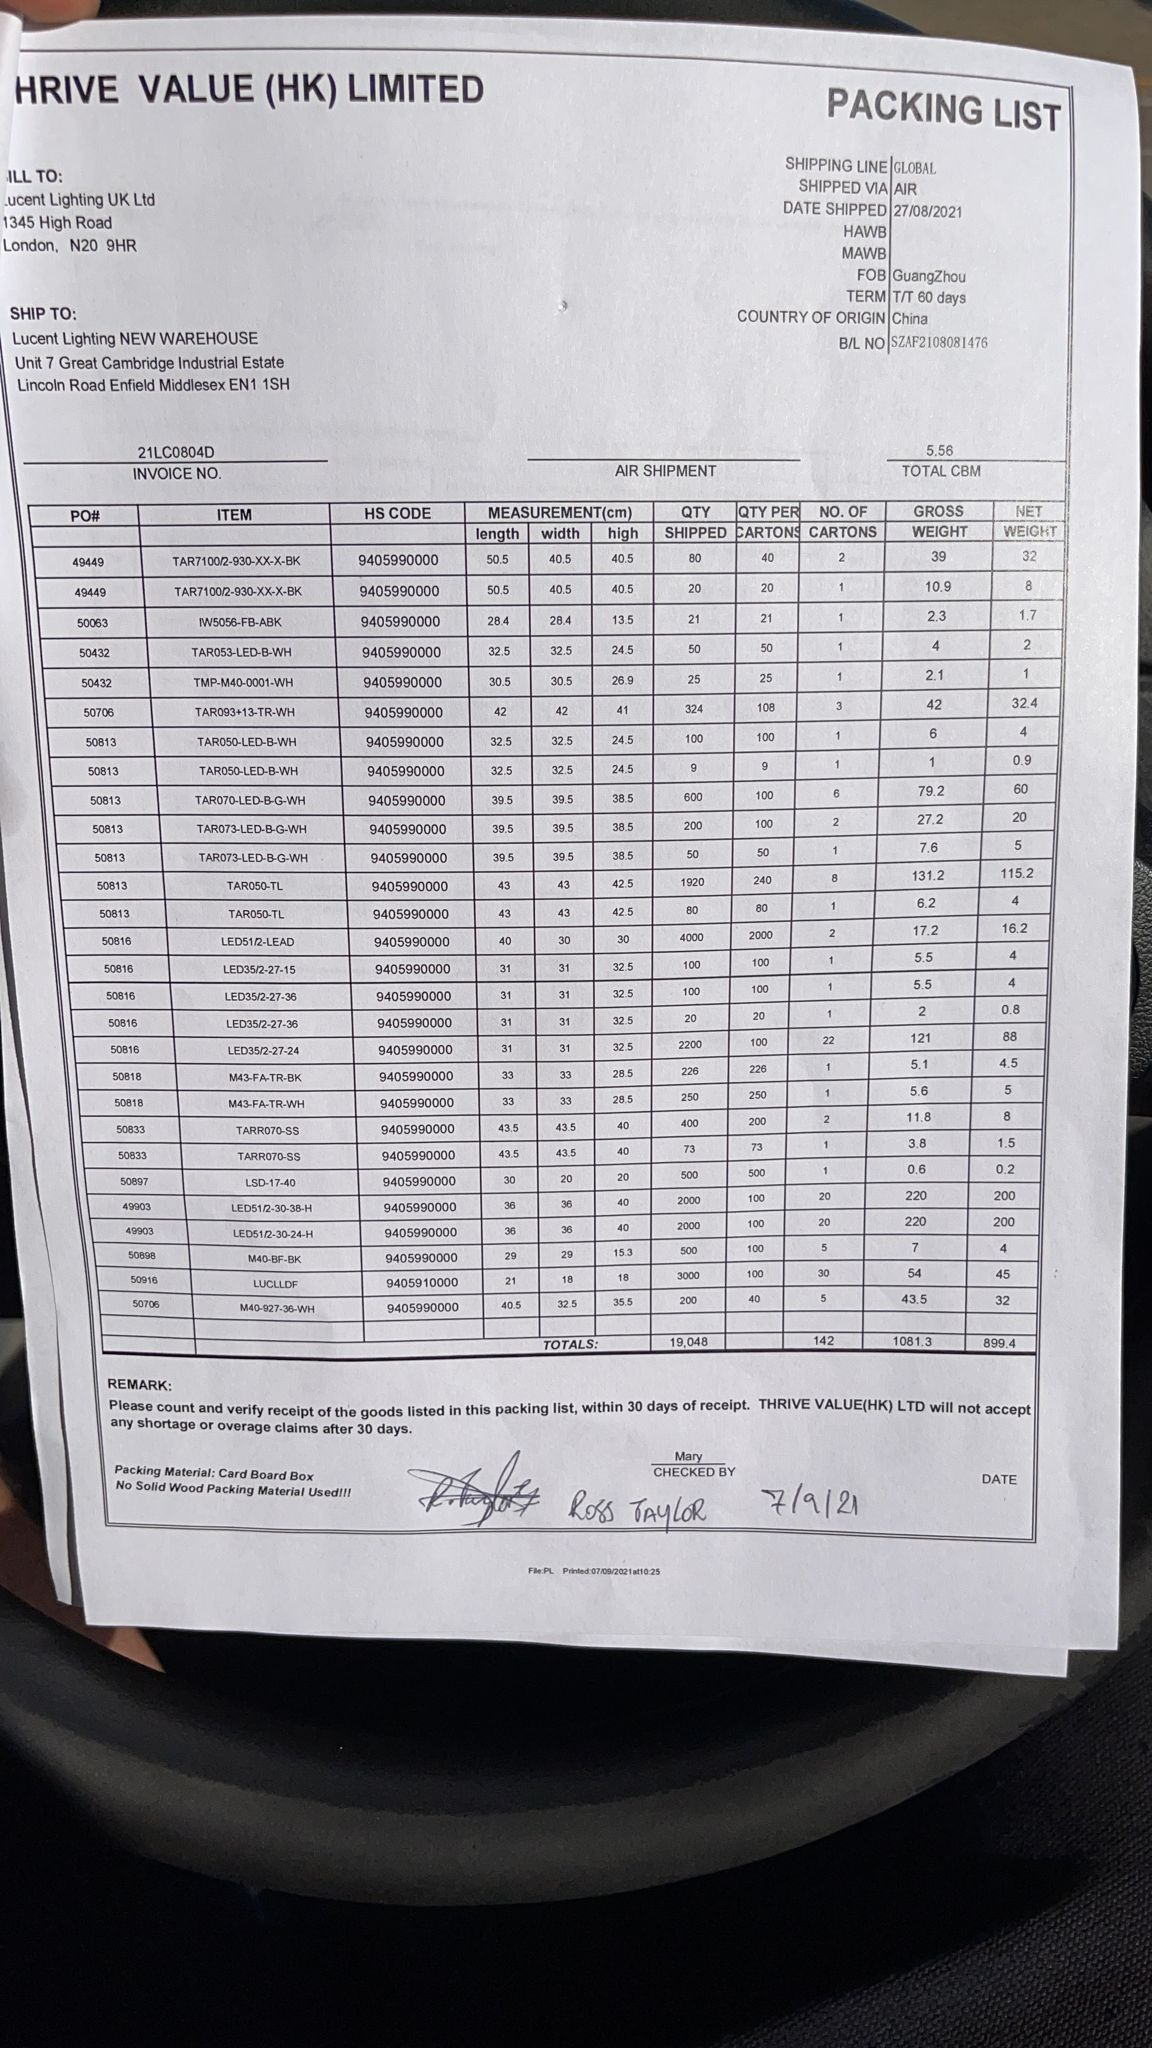 HRIVE VALUE (HK) LIMITED
PACKING LIST
ILL TO:
ucent Lighting UK Ltd
1345 High Road
London, N20 9HR
SHIPPING LINE GLOBAL
SHIPPED VIA AIR
DATE SHIPPED 27/08/2021
HAWB
MAWB
FOB GuangZhou
TERM T/T 60 days
COUNTRY OF ORIGIN China
B/L NO SZAF2108081476
SHIP TO:
Lucent Lighting NEW WAREHOUSE
Unit 7 Great Cambridge Industrial Estate
Lincoln Road Enfield Middlesex EN1 1SH
21LC0804D 5.56
INVOICE NO. AIR SHIPMENT TOTAL CBM
PO# ITEM HS CODE MEASUREMENT(cm) QTY QTY PER NO. OF GROSS NET
length width high SHIPPED CARTONS CARTONS WEIGHT WEIGHT
49449 TAR7100/2-930-XX-X-BK 9405990000 50.5 40.5 40.5 80 40 2 39 32
49449 TAR7100/2-930-XX-X-BK 9405990000 50.5 40.5 40.5 20 20 1 10.9 8
50063 IW5056-FB-ABK 9405990000 28.4 28.4 13.5 21 21 1 2.3 1.7
50432 TAR053-LED-B-WH 9405990000 32.5 32.5 24.5 50 50 1 4 2
50432 TMP-M40-0001-WH 9405990000 30.5 30.5 26.9 25 25 1 2.1 1
50706 TAR093+13-TR-WH 9405990000 42 42 41 324 108 3 42 32.4
50813 TAR050-LED-B-WH 9405990000 32.5 32.5 24.5 100 100 1 6 4
50813 TAR050-LED-B-WH 9405990000 32.5 32.5 24.5 9 9 1 1 0.9
50813 TAR070-LED-B-G-WH 9405990000 39.5 39.5 38.5 600 100 6 79.2 60
50813 TAR073-LED-B-G-WH 9405990000 39.5 39.5 38.5 200 100 2 27.2 20
50813 TAR073-LED-B-G-WH 9405990000 39.5 39.5 38.5 50 50 1 7.6 5
50813 TAR050-TL 9405990000 43 43 42.5 1920 240 8 131.2 115.2
50813 TAR050-TL 9405990000 43 43 42.5 80 80 1 6.2 4
50816 LED51/2-LEAD 9405990000 40 30 30 4000 2000 2 17.2 16.2
50816 LED35/2-27-15 9405990000 31 31 32.5 100 100 1 5.5 4
50816 LED35/2-27-36 9405990000 31 31 32.5 100 100 1 5.5 4
50816 LED35/2-27-36 9405990000 31 31 32.5 20 20 1 2 0.8
50816 LED35/2-27-24 9405990000 31 31 32.5 2200 100 22 121 88
50818 M43-FA-TR-BK 9405990000 33 33 28.5 226 226 1 5.1 4.5
50818 M43-FA-TR-WH 9405990000 33 33 28.5 250 250 1 5.6 5
50833 TARR070-SS 9405990000 43.5 43.5 40 400 200 2 11.8 8
50833 TARR070-SS 9405990000 43.5 43.5 40 73 73 1 3.8 1.5
50897 LSD-17-40 9405990000 30 20 20 500 500 1 0.6 0.2
49903 LED51/2-30-38-H 9405990000 36 36 40 2000 100 20 220 200
49903 LED51/2-30-24-H 9405990000 36 36 40 2000 100 20 220 200
50898 M40-BF-BK 9405990000 29 29 15.3 500 100 5 7 4
50916 LUCLLDF 9405910000 21 18 18 3000 100 30 54 45
50706 M40-927-36-WH 9405990000 40.5 32.5 35.5 200 40 5 43.5 32
TOTALS: 19,048 142 1081.3 899.4
REMARK:
Please count and verify receipt of the goods listed in this packing list, within 30 days of receipt. THRIVE VALUE(HK) LTD will not accept
any shortage or overage claims after 30 days.
Packing Material: Card Board Box
No Solid Wood Packing Material Used!!!
Mary
CHECKED BY
DATE
ROSS TAYLOR 7/9/21
File:PL Printed:07/09/2021at10:25